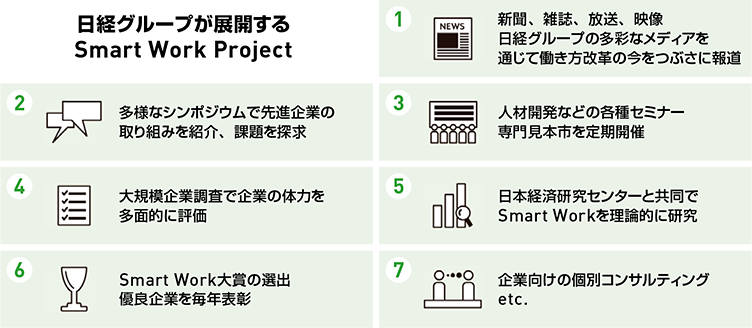 日経グループが展開する
Smart Work Project
1
NEWS
新聞、雑誌、放送、映像
日経グループの多彩なメディアを
通じて働き方改革の今をつぶさに報道
2
多様なシンポジウムで先進企業の
取り組みを紹介、課題を探求
3
人材開発などの各種セミナー
専門見本市を定期開催
4
大規模企業調査で企業の体力を
多面的に評価
5
日本経済研究センターと共同で
Smart Workを理論的に研究
6
Smart Work大賞の選出
優良企業を毎年表彰
7
企業向けの個別コンサルティング
etc.